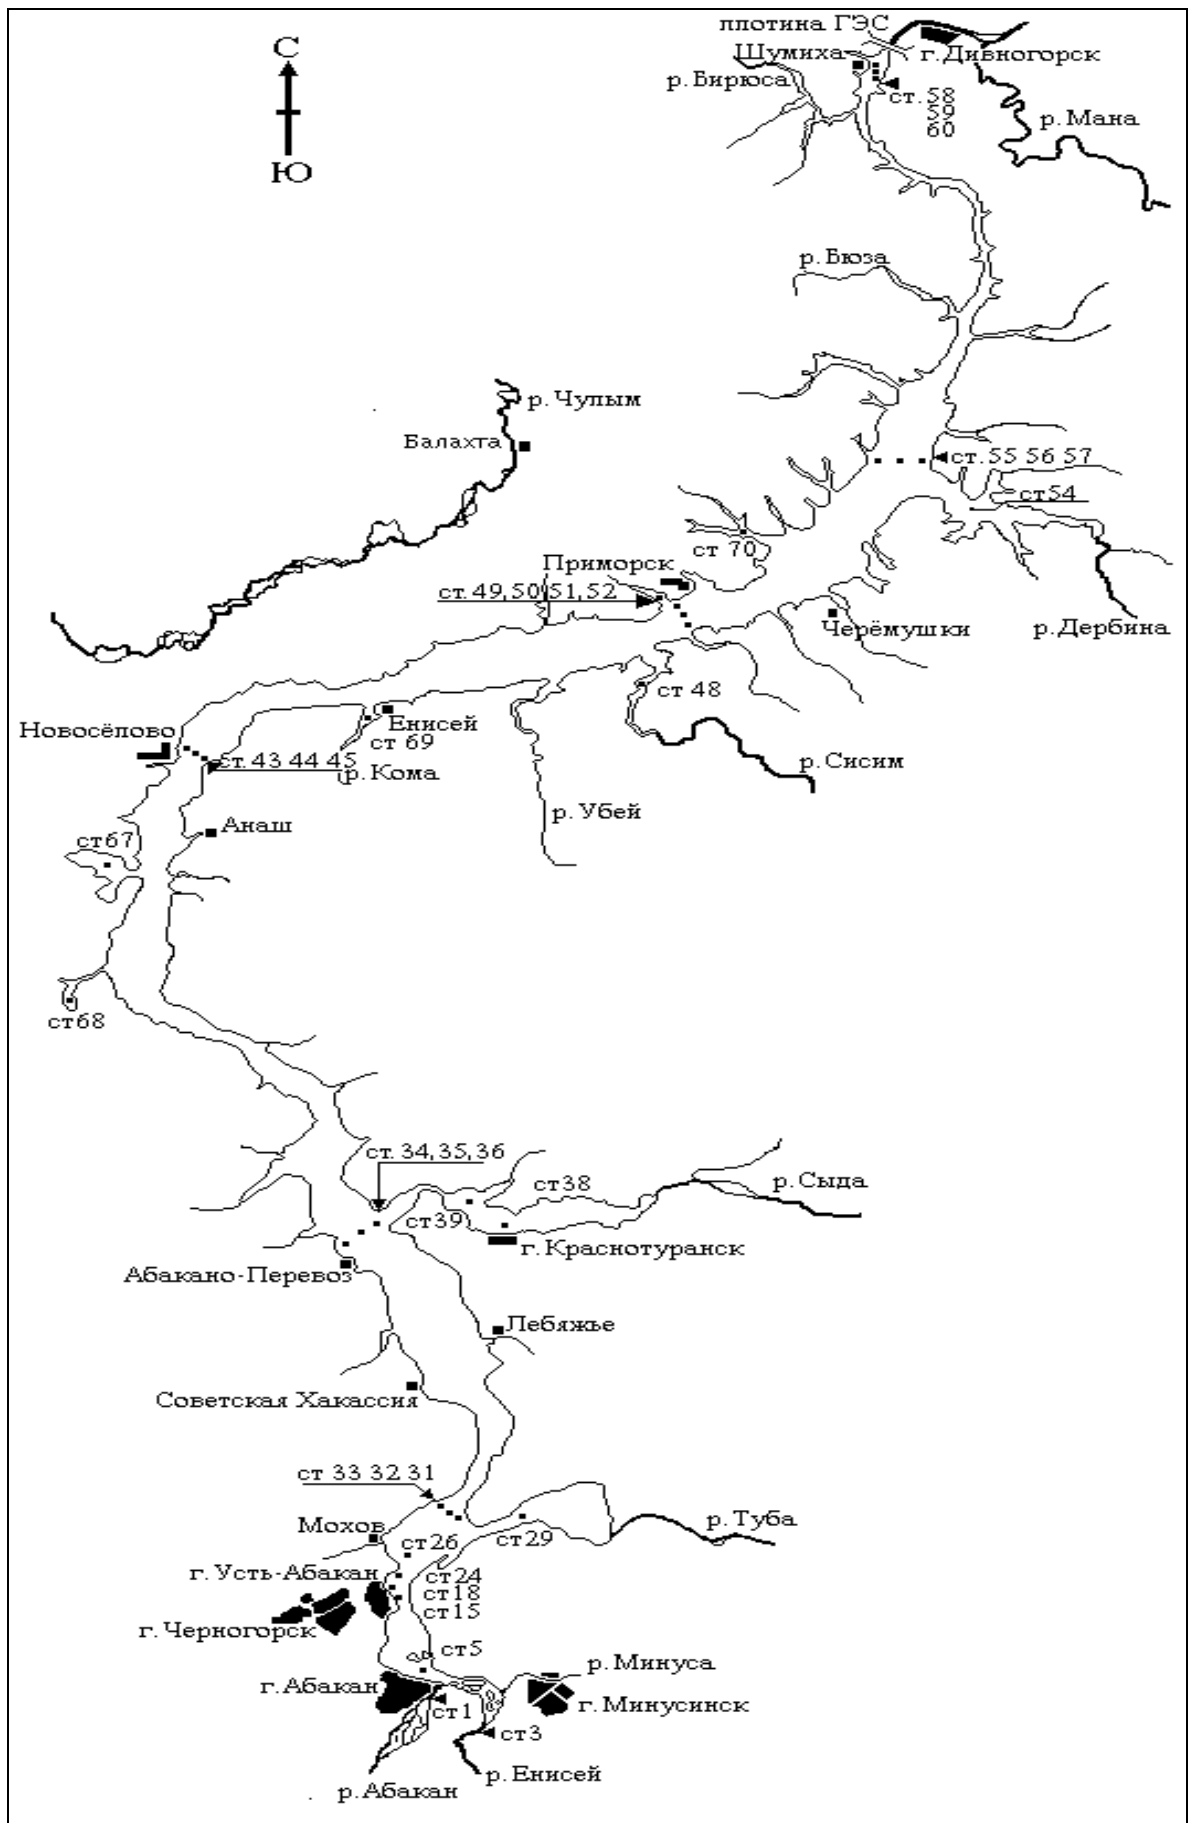 плотина ГЭС
С
Шумиха
г. Дивногорск
р. Бирюса
ст. 58
59
60
р. Мана
Ю
р. Бюза
р. Чулым
Балахта
ст. 55 56 57
ст54
ст 70
Приморск
ст. 49, 50, 51, 52
Черёмушки
р. Дербина
ст 48
Новосёлово
Енисей
ст 69
ст. 43 44 45
р. Кома
р. Сисим
р. Убей
Анаш
ст67
ст68
ст. 34, 35, 36
ст38
р. Сыда
ст39
г. Краснотуранск
Абакано-Перевоз
Лебяжье
Советская Хакассия
ст 33 32 31
Мохов
ст29
р. Туба
ст26
г. Усть-Абакан
ст24
ст18
ст15
г. Черногорск
ст5
р. Минуса
г. Абакан
ст1
г. Минусинск
ст3
р. Енисей
р. Абакан